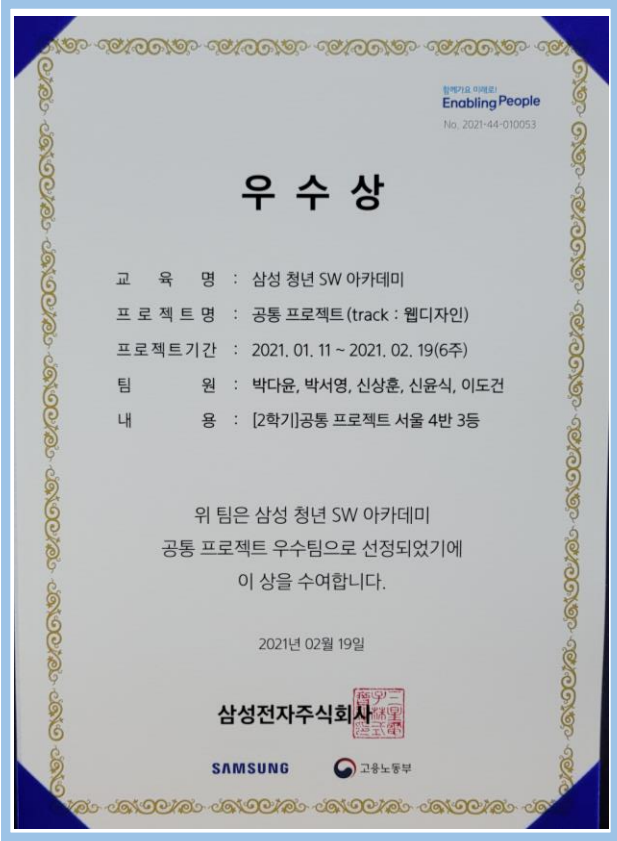 함께가요 미래로!
Enabling People
No. 2021-44-010053
우 수 상
교 육 명 : 삼성 청년 SW 아카데미
프 로 젝 트 명 : 공통 프로젝트(track : 웹디자인)
프로젝트기간 : 2021. 01. 11 ~ 2021. 02. 19(6주)
팀 원 : 박다윤, 박서영, 신상훈, 신윤식, 이도건
내 용 : [2학기]공통 프로젝트 서울 4반 3등
위 팀은 삼성 청년 SW 아카데미
공통 프로젝트 우수팀으로 선정되었기에
이 상을 수여합니다.
2021년 02월 19일
삼성전자주식회사
SAMSUNG 고용노동부